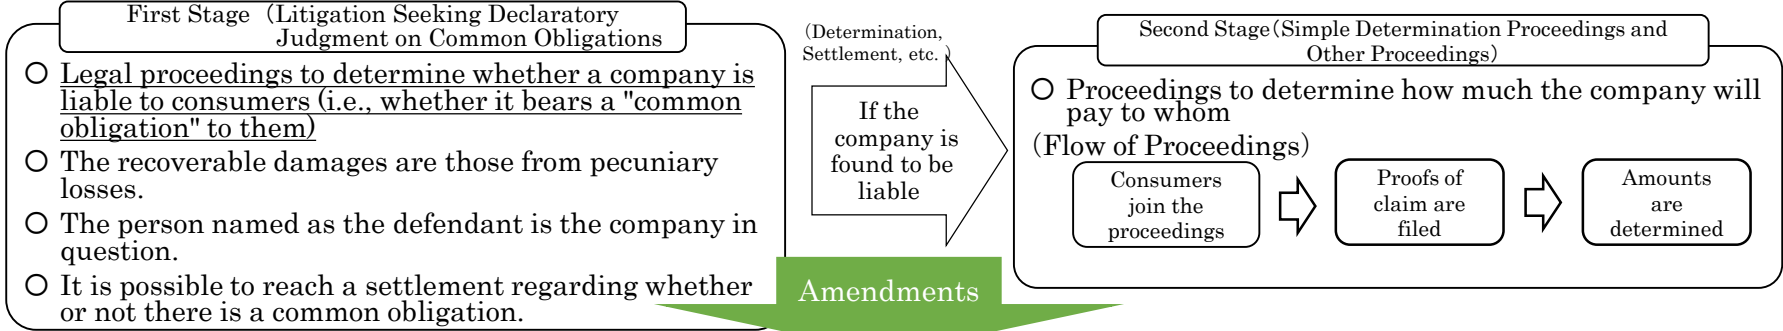 First Stage （Litigation Seeking Declaratory
Judgment on Common Obligations
○ Legal proceedings to determine whether a company is
liable to consumers (i.e., whether it bears a "common
obligation" to them)
○ The recoverable damages are those from pecuniary
losses.
○ The person named as the defendant is the company in
question.
○ It is possible to reach a settlement regarding whether
or not there is a common obligation.
（Determination,
Settlement, etc. ）
If the
company is
found to be
liable
Second Stage（Simple Determination Proceedings and
Other Proceedings）
○ Proceedings to determine how much the company will
pay to whom
（Flow of Proceedings）
Consumers
join the
proceedings
Proofs of
claim are
filed
Amounts
are
determined
Amendments